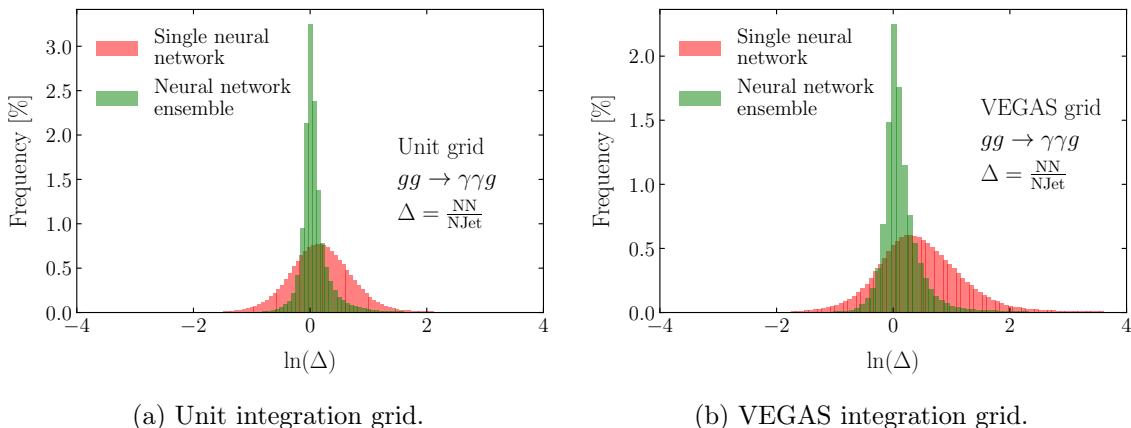 Single neural
network
Neural network
ensemble
Unit grid
gg → γγg
Δ = NN/NJet
Frequency [%]
3.0
2.5
2.0
1.5
1.0
0.5
0.0
−4
−2
0
2
4
ln(Δ)
(a) Unit integration grid.
Single neural
network
Neural network
ensemble
VEGAS grid
gg → γγg
Δ = NN/NJet
Frequency [%]
2.0
1.5
1.0
0.5
0.0
−4
−2
0
2
4
ln(Δ)
(b) VEGAS integration grid.